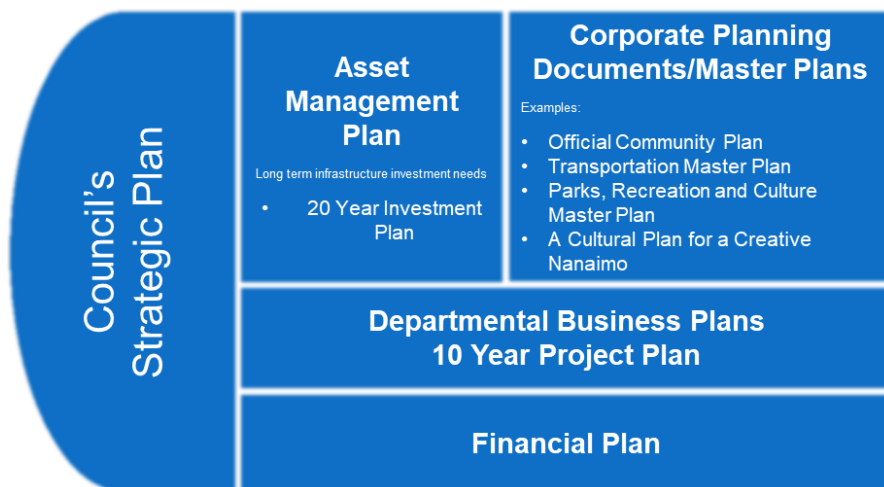 Council's
Strategic Plan
Asset
Management
Plan
Long term infrastructure investment needs
• 20 Year Investment
Plan
Corporate Planning
Documents/Master Plans
Examples:
• Official Community Plan
• Transportation Master Plan
• Parks, Recreation and Culture
Master Plan
• A Cultural Plan for a Creative
Nanaimo
Departmental Business Plans
10 Year Project Plan
Financial Plan